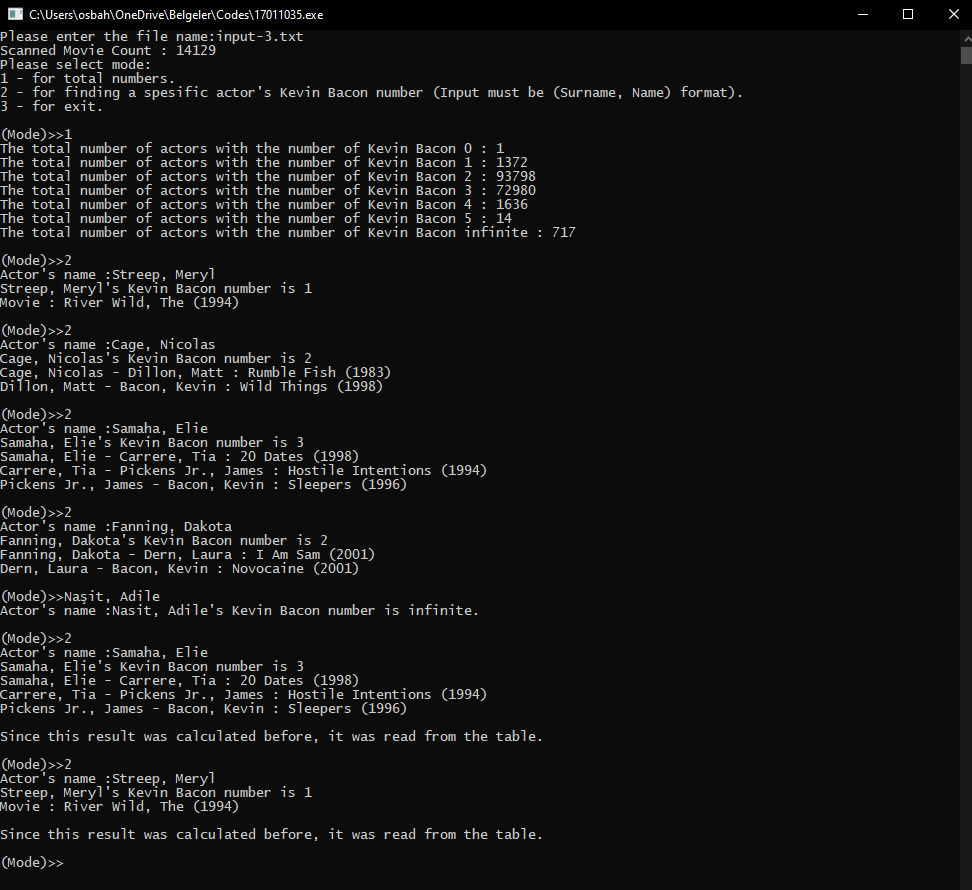 C:\Users\osbah\OneDrive\Belgeler\Codes\17011035.exe
Please enter the file name:input-3.txt
Scanned Movie Count : 14129
Please select mode:
1 - for total numbers.
2 - for finding a spesific actor's Kevin Bacon number (Input must be (Surname, Name) format).
3 - for exit.
(Mode)>>1
The total number of actors with the number of Kevin Bacon 0 : 1
The total number of actors with the number of Kevin Bacon 1 : 1372
The total number of actors with the number of Kevin Bacon 2 : 93798
The total number of actors with the number of Kevin Bacon 3 : 72980
The total number of actors with the number of Kevin Bacon 4 : 1636
The total number of actors with the number of Kevin Bacon 5 : 14
The total number of actors with the number of Kevin Bacon infinite : 717
(Mode)>>2
Actor's name :Streep, Meryl
Streep, Meryl's Kevin Bacon number is 1
Movie : River Wild, The (1994)
(Mode)>>2
Actor's name :Cage, Nicolas
Cage, Nicolas's Kevin Bacon number is 2
Cage, Nicolas - Dillon, Matt : Rumble Fish (1983)
Dillon, Matt - Bacon, Kevin : Wild Things (1998)
(Mode)>>2
Actor's name :Samaha, Elie
Samaha, Elie's Kevin Bacon number is 3
Samaha, Elie - Carrere, Tia : 20 Dates (1998)
Carrere, Tia - Pickens Jr., James : Hostile Intentions (1994)
Pickens Jr., James - Bacon, Kevin : Sleepers (1996)
(Mode)>>2
Actor's name :Fanning, Dakota
Fanning, Dakota's Kevin Bacon number is 2
Fanning, Dakota - Dern, Laura : I Am Sam (2001)
Dern, Laura - Bacon, Kevin : Novocaine (2001)
(Mode)>>Naşit, Adile
Actor's name :Nasit, Adile's Kevin Bacon number is infinite.
(Mode)>>2
Actor's name :Samaha, Elie
Samaha, Elie's Kevin Bacon number is 3
Samaha, Elie - Carrere, Tia : 20 Dates (1998)
Carrere, Tia - Pickens Jr., James : Hostile Intentions (1994)
Pickens Jr., James - Bacon, Kevin : Sleepers (1996)
Since this result was calculated before, it was read from the table.
(Mode)>>2
Actor's name :Streep, Meryl
Streep, Meryl's Kevin Bacon number is 1
Movie : River Wild, The (1994)
Since this result was calculated before, it was read from the table.
(Mode)>>